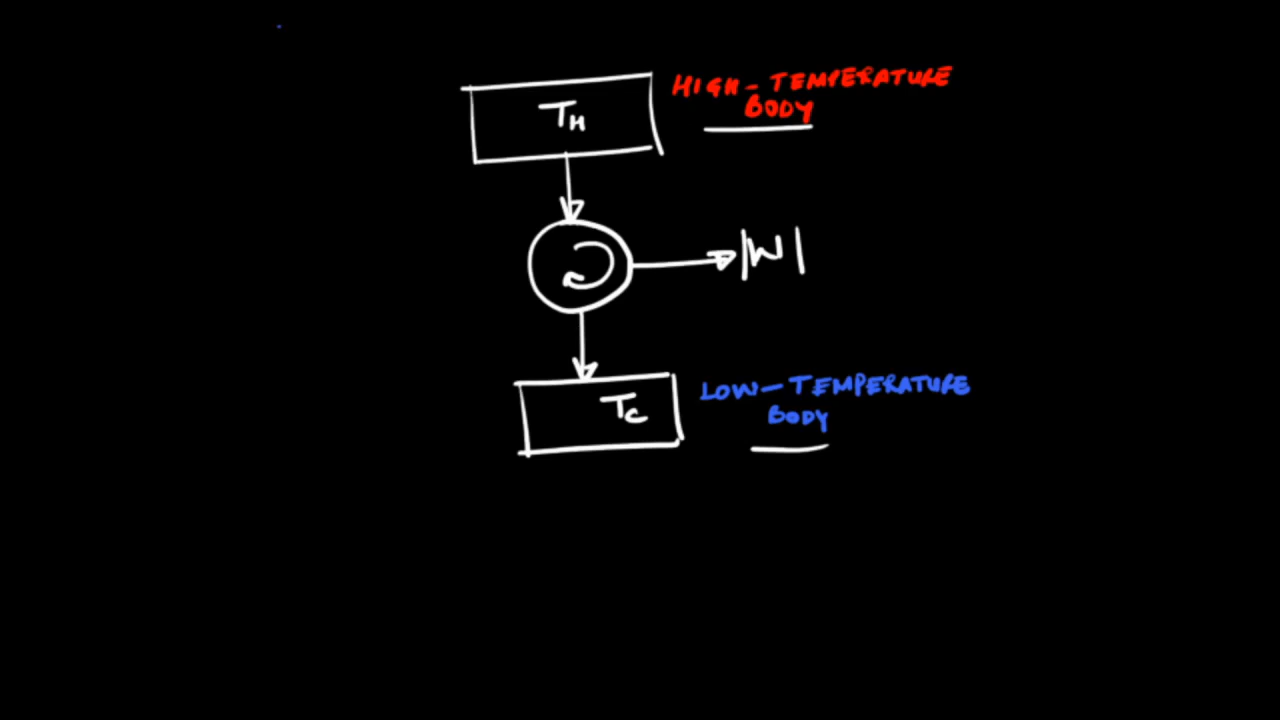 HIGH-TEMPERATURE
BODY
TH
|W|
LOW-TEMPERATURE
BODY
TC